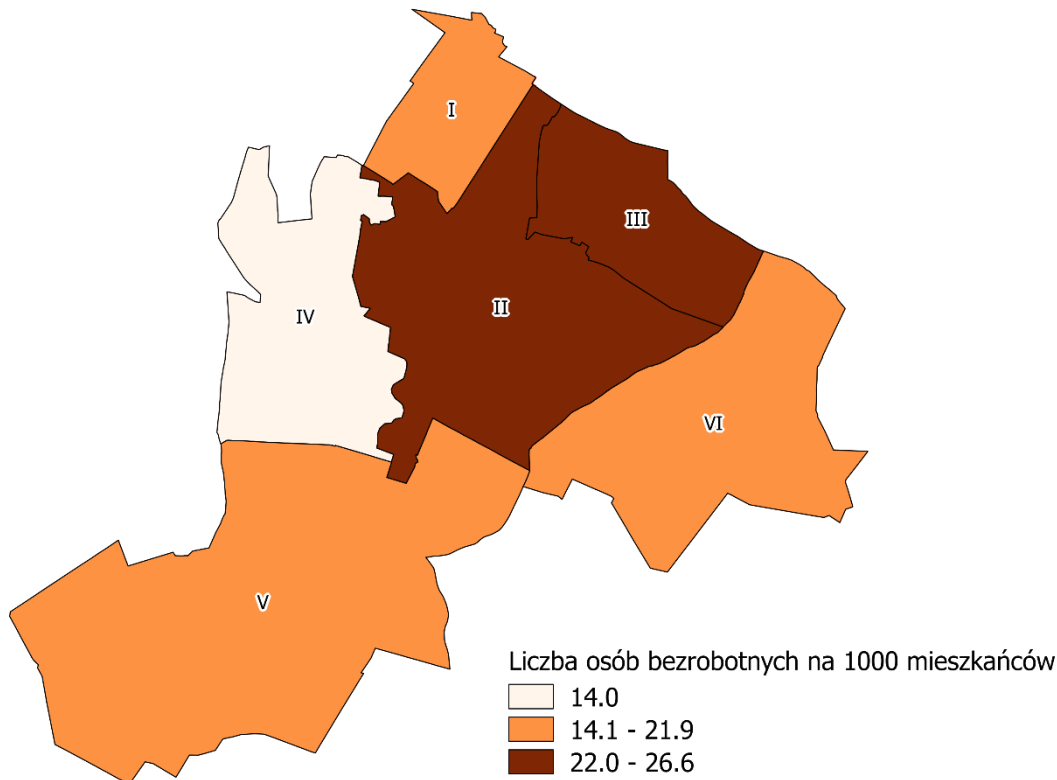 I
III
II
IV
VI
V
Liczba osób bezrobotnych na 1000 mieszkańców
14.0
14.1 - 21.9
22.0 - 26.6